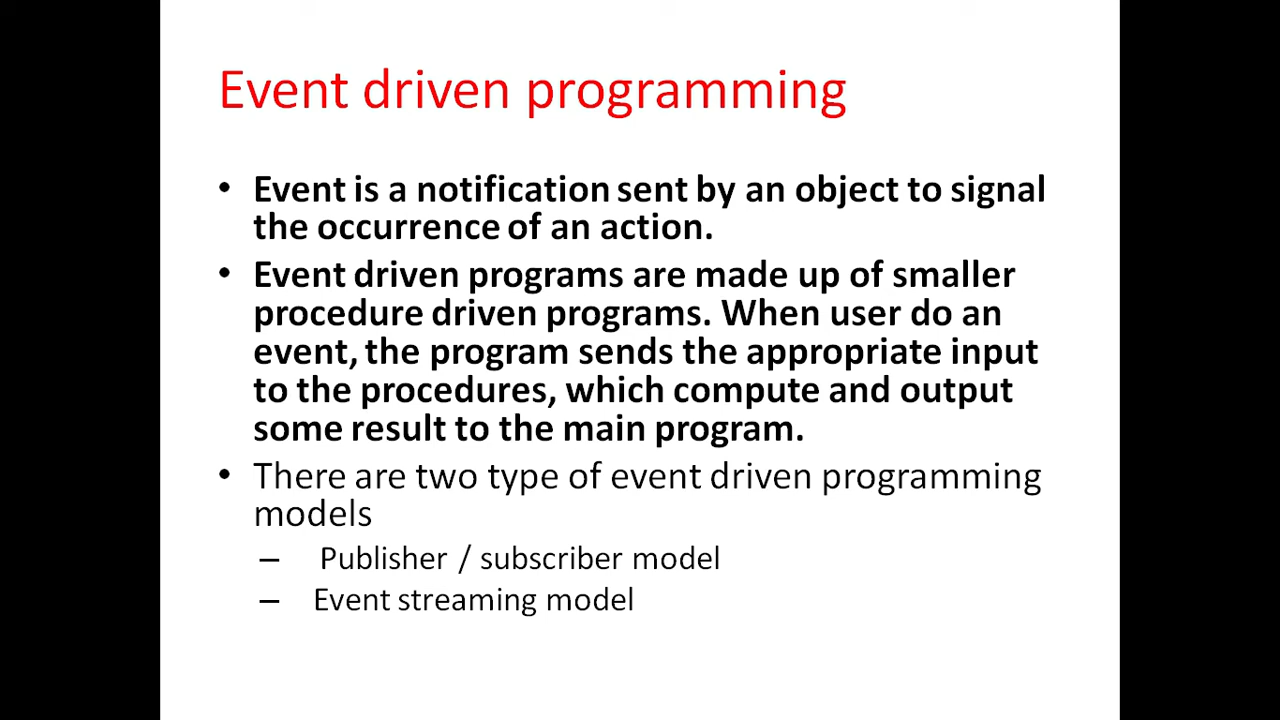 Event driven programming
• Event is a notification sent by an object to signal
the occurrence of an action.
• Event driven programs are made up of smaller
procedure driven programs. When user do an
event, the program sends the appropriate input
to the procedures, which compute and output
some result to the main program.
• There are two type of event driven programming
models
– Publisher / subscriber model
– Event streaming model